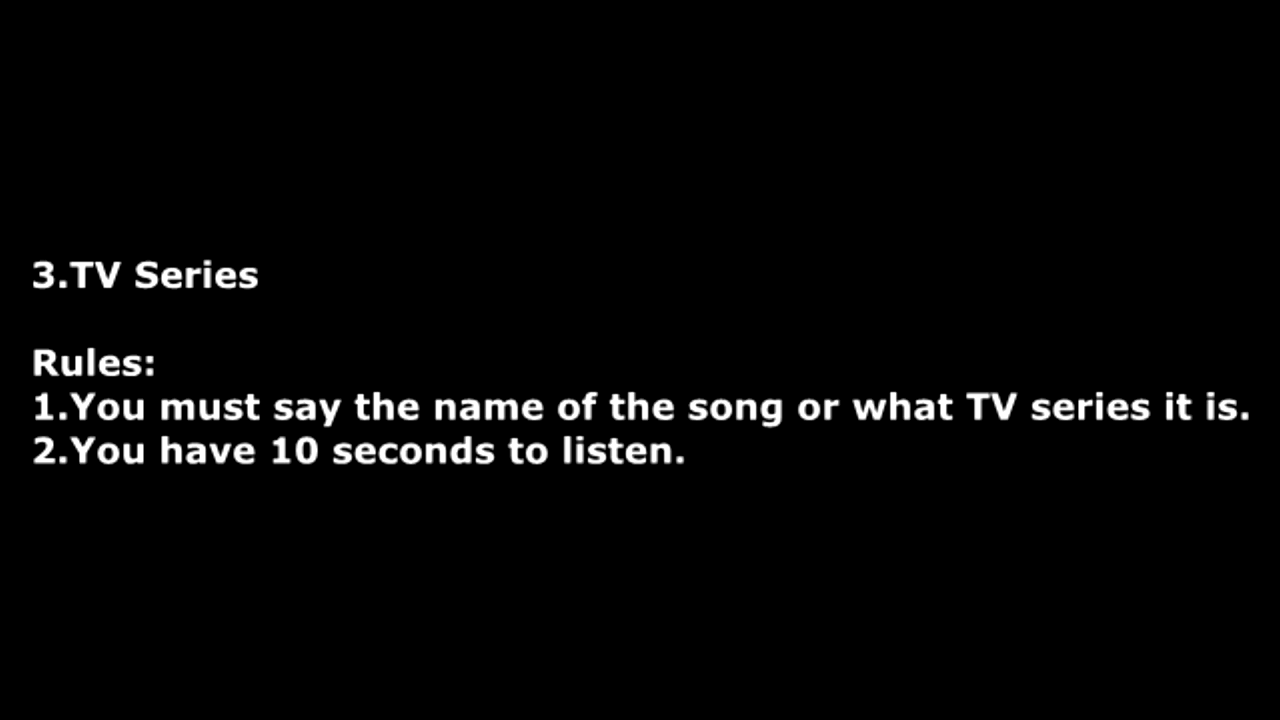 3.TV Series
Rules:
1.You must say the name of the song or what TV series it is.
2.You have 10 seconds to listen.